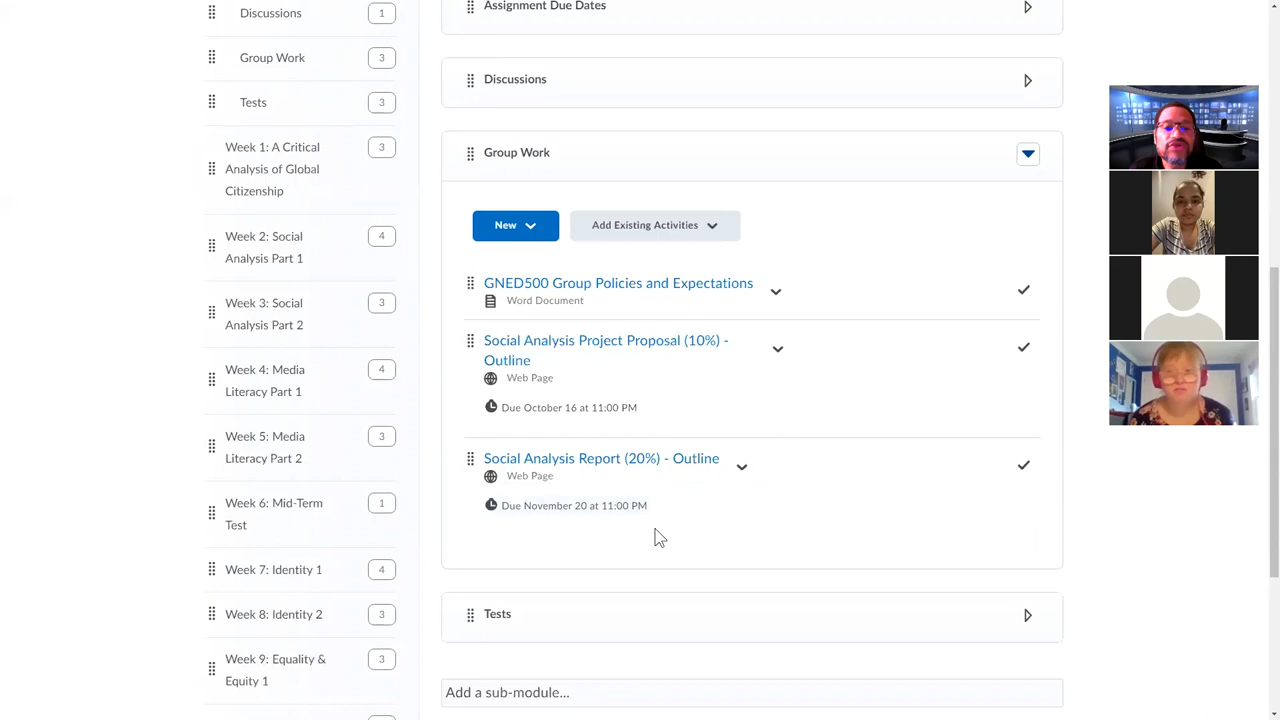 Discussions
1
Group Work
3
Tests
3
Week 1: A Critical
Analysis of Global
Citizenship
3
Week 2: Social
Analysis Part 1
4
Week 3: Social
Analysis Part 2
3
Week 4: Media
Literacy Part 1
4
Week 5: Media
Literacy Part 2
3
Week 6: Mid-Term
Test
1
Week 7: Identity 1
4
Week 8: Identity 2
3
Week 9: Equality &
Equity 1
3
Assignment Due Dates
Discussions
Group Work
New
Add Existing Activities
GNED500 Group Policies and Expectations
Word Document
Social Analysis Project Proposal (10%) -
Outline
Web Page
Due October 16 at 11:00 PM
Social Analysis Report (20%) - Outline
Web Page
Due November 20 at 11:00 PM
Tests
Add a sub-module...